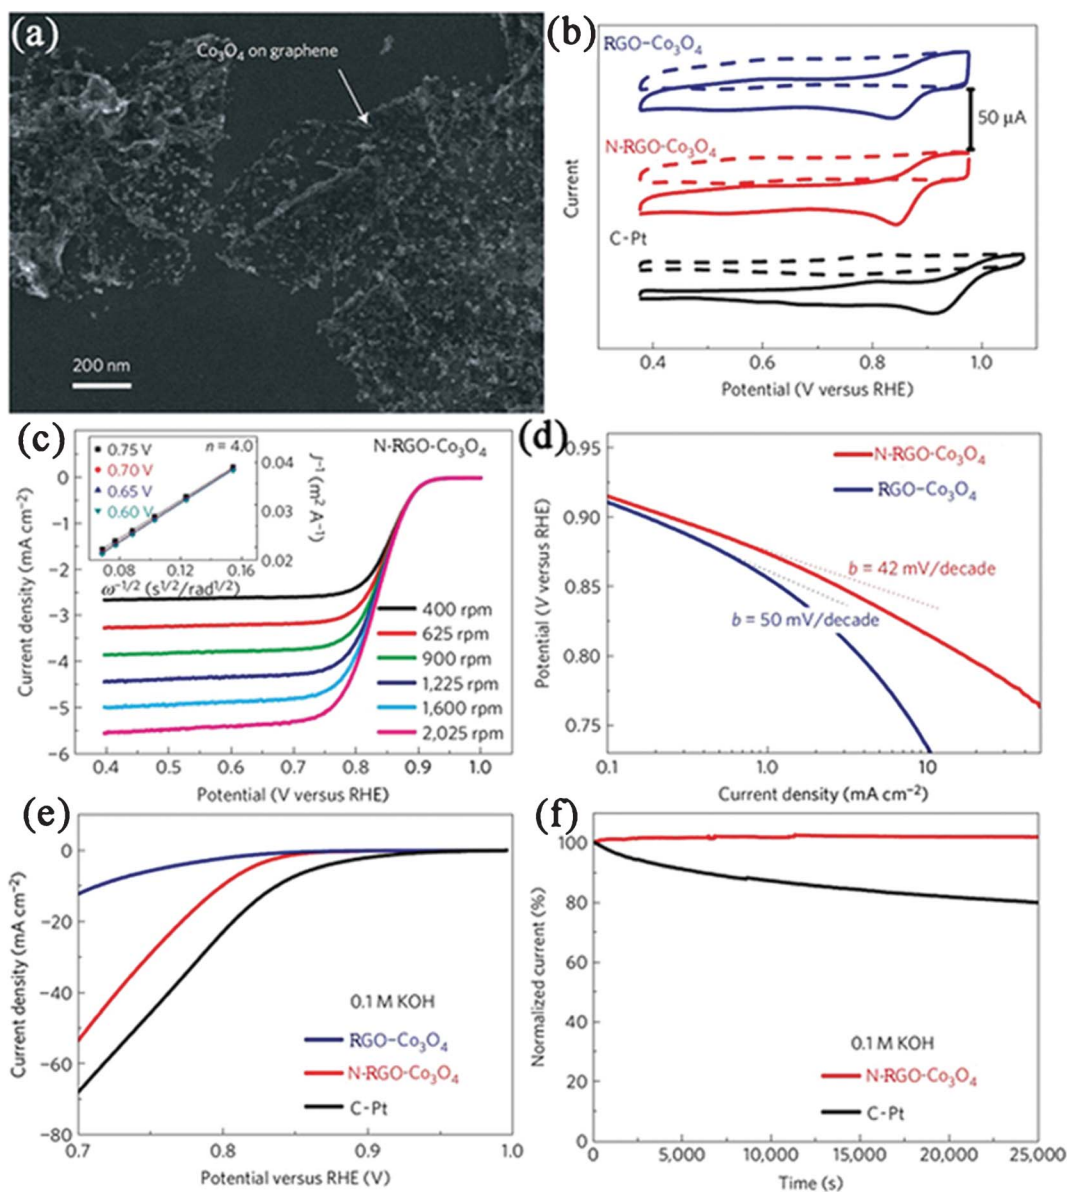 (a)
Co₃O₄ on graphene
200 nm
(b)
RGO–Co₃O₄
50 µA
N-RGO-Co₃O₄
C-Pt
Current
0.4 0.6 0.8 1.0
Potential (V versus RHE)
(c)
N-RGO-Co₃O₄
0.75 V
0.70 V
0.65 V
0.60 V
n = 4.0
0.04
0.03
0.02
J⁻¹ (m² A⁻¹)
0.08 0.12 0.16
ω⁻¹/² (s¹/²/rad¹/²)
400 rpm
625 rpm
900 rpm
1,225 rpm
1,600 rpm
2,025 rpm
0
−1
−2
−3
−4
−5
−6
Current density (mA cm⁻²)
0.4 0.5 0.6 0.7 0.8 0.9 1.0
Potential (V versus RHE)
(d)
N-RGO-Co₃O₄
RGO–Co₃O₄
b = 42 mV/decade
b = 50 mV/decade
0.95
0.90
0.85
0.80
0.75
Potential (V versus RHE)
0.1 1.0 10
Current density (mA cm⁻²)
(e)
0
−20
−40
−60
−80
Current density (mA cm⁻²)
0.1 M KOH
RGO–Co₃O₄
N-RGO-Co₃O₄
C-Pt
0.7 0.8 0.9 1.0
Potential versus RHE (V)
(f)
100
80
60
40
20
0
Normalized current (%)
0.1 M KOH
N-RGO-Co₃O₄
C-Pt
0 5,000 10,000 15,000 20,000 25,000
Time (s)